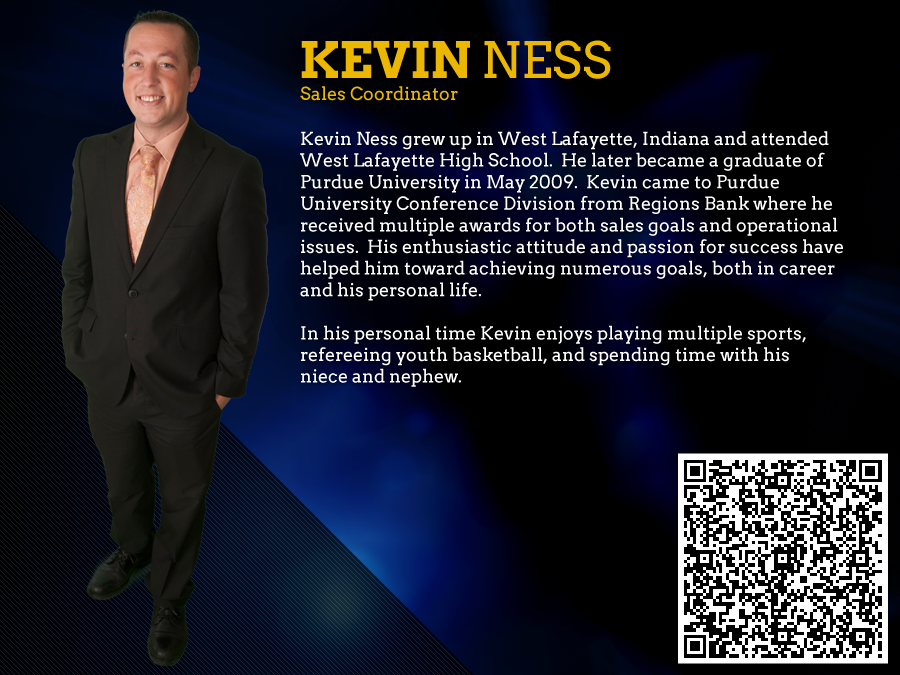 KEVIN NESS
Sales Coordinator
Kevin Ness grew up in West Lafayette, Indiana and attended
West Lafayette High School.  He later became a graduate of
Purdue University in May 2009.  Kevin came to Purdue
University Conference Division from Regions Bank where he
received multiple awards for both sales goals and operational
issues.  His enthusiastic attitude and passion for success have
helped him toward achieving numerous goals, both in career
and his personal life.
In his personal time Kevin enjoys playing multiple sports,
refereeing youth basketball, and spending time with his
niece and nephew.